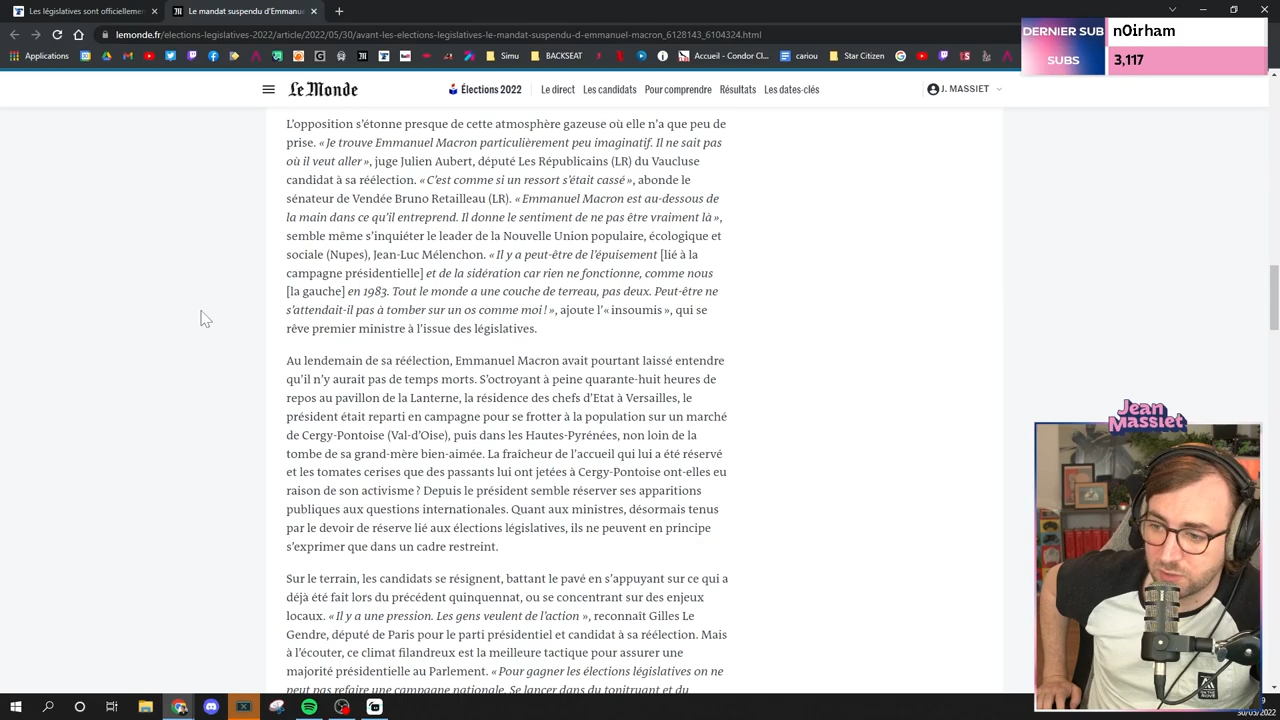 Les législations sont officiellemen
Le mandat suspendu d'Emmanue
lemonde.fr/elections-legislatives-2022/article/2022/05/30/avant-les-elections-legislatives-le-mandat-suspendu-d-emmanuel-macron_6128143_6104324.html
Applications
Simu
BACKSEAT
Accueil - Condor Cl...
cariou
Star Citizen
Simu
DERNIER SUB
n0irham
SUBS
3,117
Le Monde
Élections 2022
Le direct
Les candidats
Pour comprendre
Résultats
Les dates-clés
J. MASSIET
L'opposition s'étonne presque de cette atmosphère gazeuse où elle n'a que peu de
prise. « Je trouve Emmanuel Macron particulièrement peu imaginatif. Il ne sait pas
où il veut aller », juge Julien Aubert, député Les Républicains (LR) du Vaucluse
candidat à sa réélection. « C'est comme si un ressort s'était cassé », abonde le
sénateur de Vendée Bruno Retailleau (LR). « Emmanuel Macron est au-dessous de
la main dans ce qu'il entreprend. Il donne le sentiment de ne pas être vraiment là »,
semble même s'inquiéter le leader de la Nouvelle Union populaire, écologique et
sociale (Nupes), Jean-Luc Mélenchon. « Il y a peut-être de l'épuisement [lié à la
campagne présidentielle] et de la sidération car rien ne fonctionne, comme nous
[la gauche] en 1983. Tout le monde a une couche de terreau, pas deux. Peut-être ne
s'attendait-il pas à tomber sur un os comme moi ! », ajoute l'« insoumis », qui se
rêve premier ministre à l'issue des législatives.
Au lendemain de sa réélection, Emmanuel Macron avait pourtant laissé entendre
qu'il n'y aurait pas de temps morts. S'octroyant à peine quarante-huit heures de
repos au pavillon de la Lanterne, la résidence des chefs d'Etat à Versailles, le
président était reparti en campagne pour se frotter à la population sur un marché
de Cergy-Pontoise (Val-d'Oise), puis dans les Hautes-Pyrénées, non loin de la
tombe de sa grand-mère bien-aimée. La fraîcheur de l'accueil qui lui a été réservé
et les tomates cerises que des passants lui ont jetées à Cergy-Pontoise ont-elles eu
raison de son activisme ? Depuis le président semble réserver ses apparitions
publiques aux questions internationales. Quant aux ministres, désormais tenus
par le devoir de réserve lié aux élections législatives, ils ne peuvent en principe
s'exprimer que dans un cadre restreint.
Sur le terrain, les candidats se résignent, battant le pavé en s'appuyant sur ce qui a
déjà été fait lors du précédent quinquennat, ou se concentrant sur des enjeux
locaux. « Il y a une pression. Les gens veulent de l'action », reconnaît Gilles Le
Gendre, député de Paris pour le parti présidentiel et candidat à sa réélection. Mais
à l'écouter, ce climat filandreux est la meilleure tactique pour assurer une
majorité présidentielle au Parlement. « Pour gagner les élections législatives on ne
peut pas refaire une campagne nationale. Se lancer dans du tonitruant et du
Jean
Massiet
30/05/2022